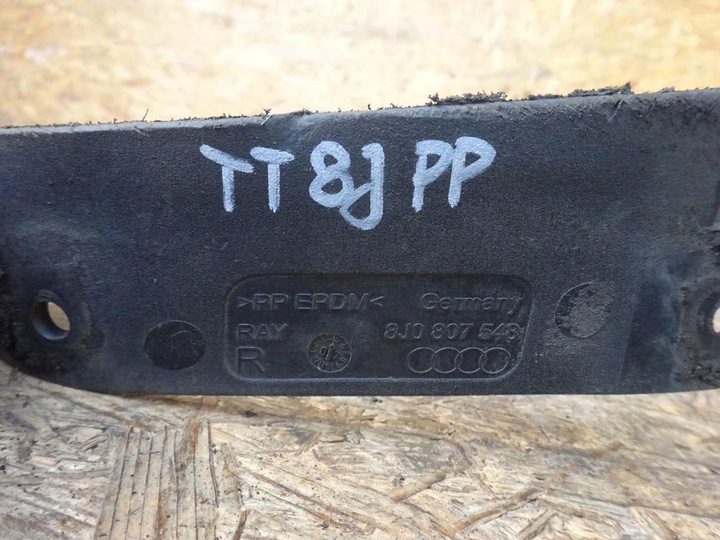 TT 8J PP
>PP EPDM< Germany
RAY 8J0 807 548
R